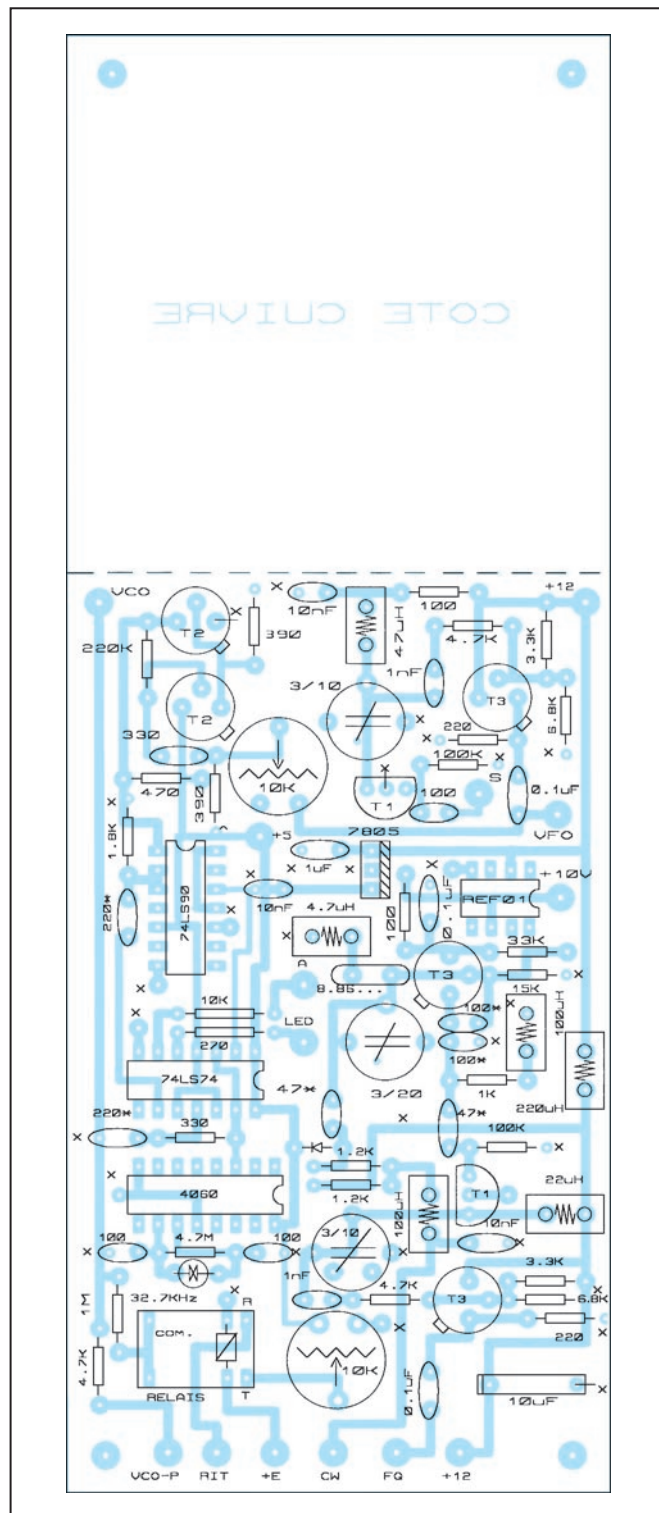 COTE CUIVRE
VCO
+12
10nF
100
T2
390
47uH
4.7K
3.3K
220K
1nF
T2
3/10
T3
6.8K
330
220
100K
S
10K
470
390
T1
100
0.1uF
+5
7805
VFO
1.8K
1uF
74LS90
10nF
4.7uH
100
0.1uF
REF01
+10V
220*
A
33K
8.86...
T3
15K
10K
LED
100*
100uH
270
100*
74LS74
3/20
1K
220uH
47*
220*
330
47*
100K
1.2K
4060
1.2K
100uH
T1
22uH
10nF
100
4.7M
100
3/10
3.3K
1nF
4.7K
T3
6.8K
1M
32.7KHz
R
220
COM.
4.7K
10K
0.1uF
10uF
RELAIS
T
VCO-P RIT +E CW FQ +12